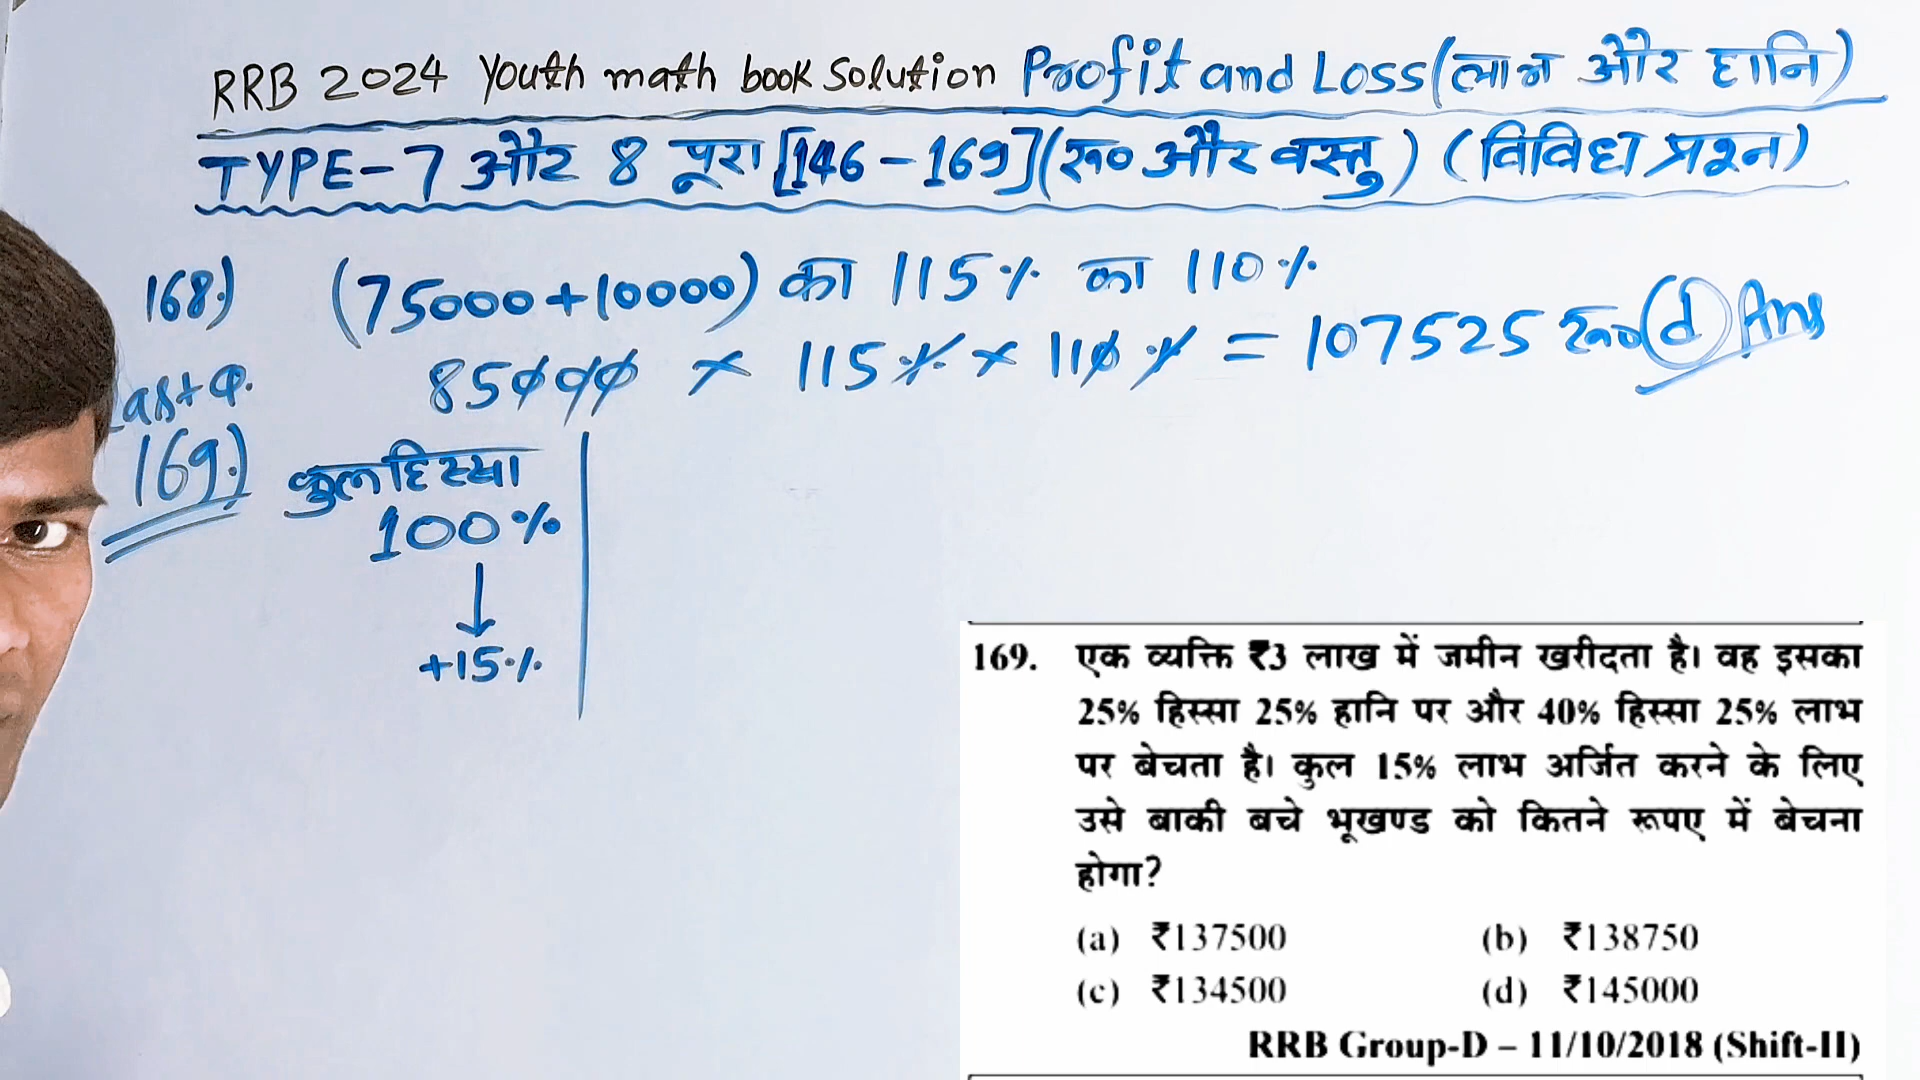 RRB 2024 Youth math book Solution Profit and Loss (लाभ और हानि)
TYPE-7 और 8 पूरा [146-169] (रू० और वस्तु) (विविध प्रश्न)
168.) (75000+10000) का 115% का 110%
85000 × 115% × 110% = 107525 रू० (d) Ans
Last Q.
169.) कुल हिस्सा
100%
↓
+15%
169. एक व्यक्ति ₹3 लाख में जमीन खरीदता है। वह इसका
25% हिस्सा 25% हानि पर और 40% हिस्सा 25% लाभ
पर बेचता है। कुल 15% लाभ अर्जित करने के लिए
उसे बाकी बचे भूखण्ड को कितने रूपए में बेचना
होगा?
(a) ₹137500 (b) ₹138750
(c) ₹134500 (d) ₹145000
RRB Group-D – 11/10/2018 (Shift-II)